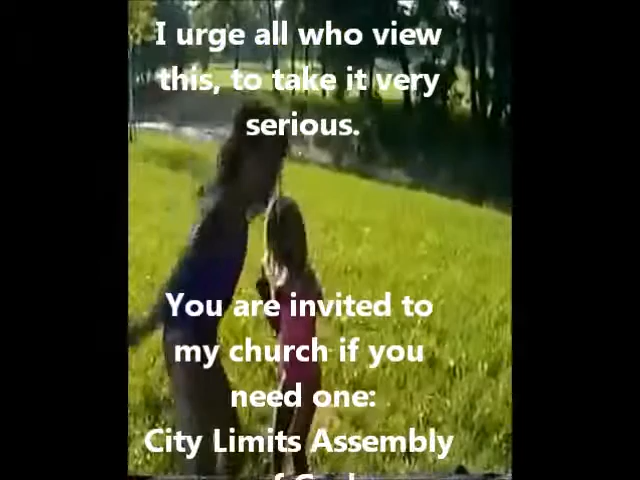 I urge all who view
this, to take it very
serious.
You are invited to
my church if you
need one:
City Limits Assembly